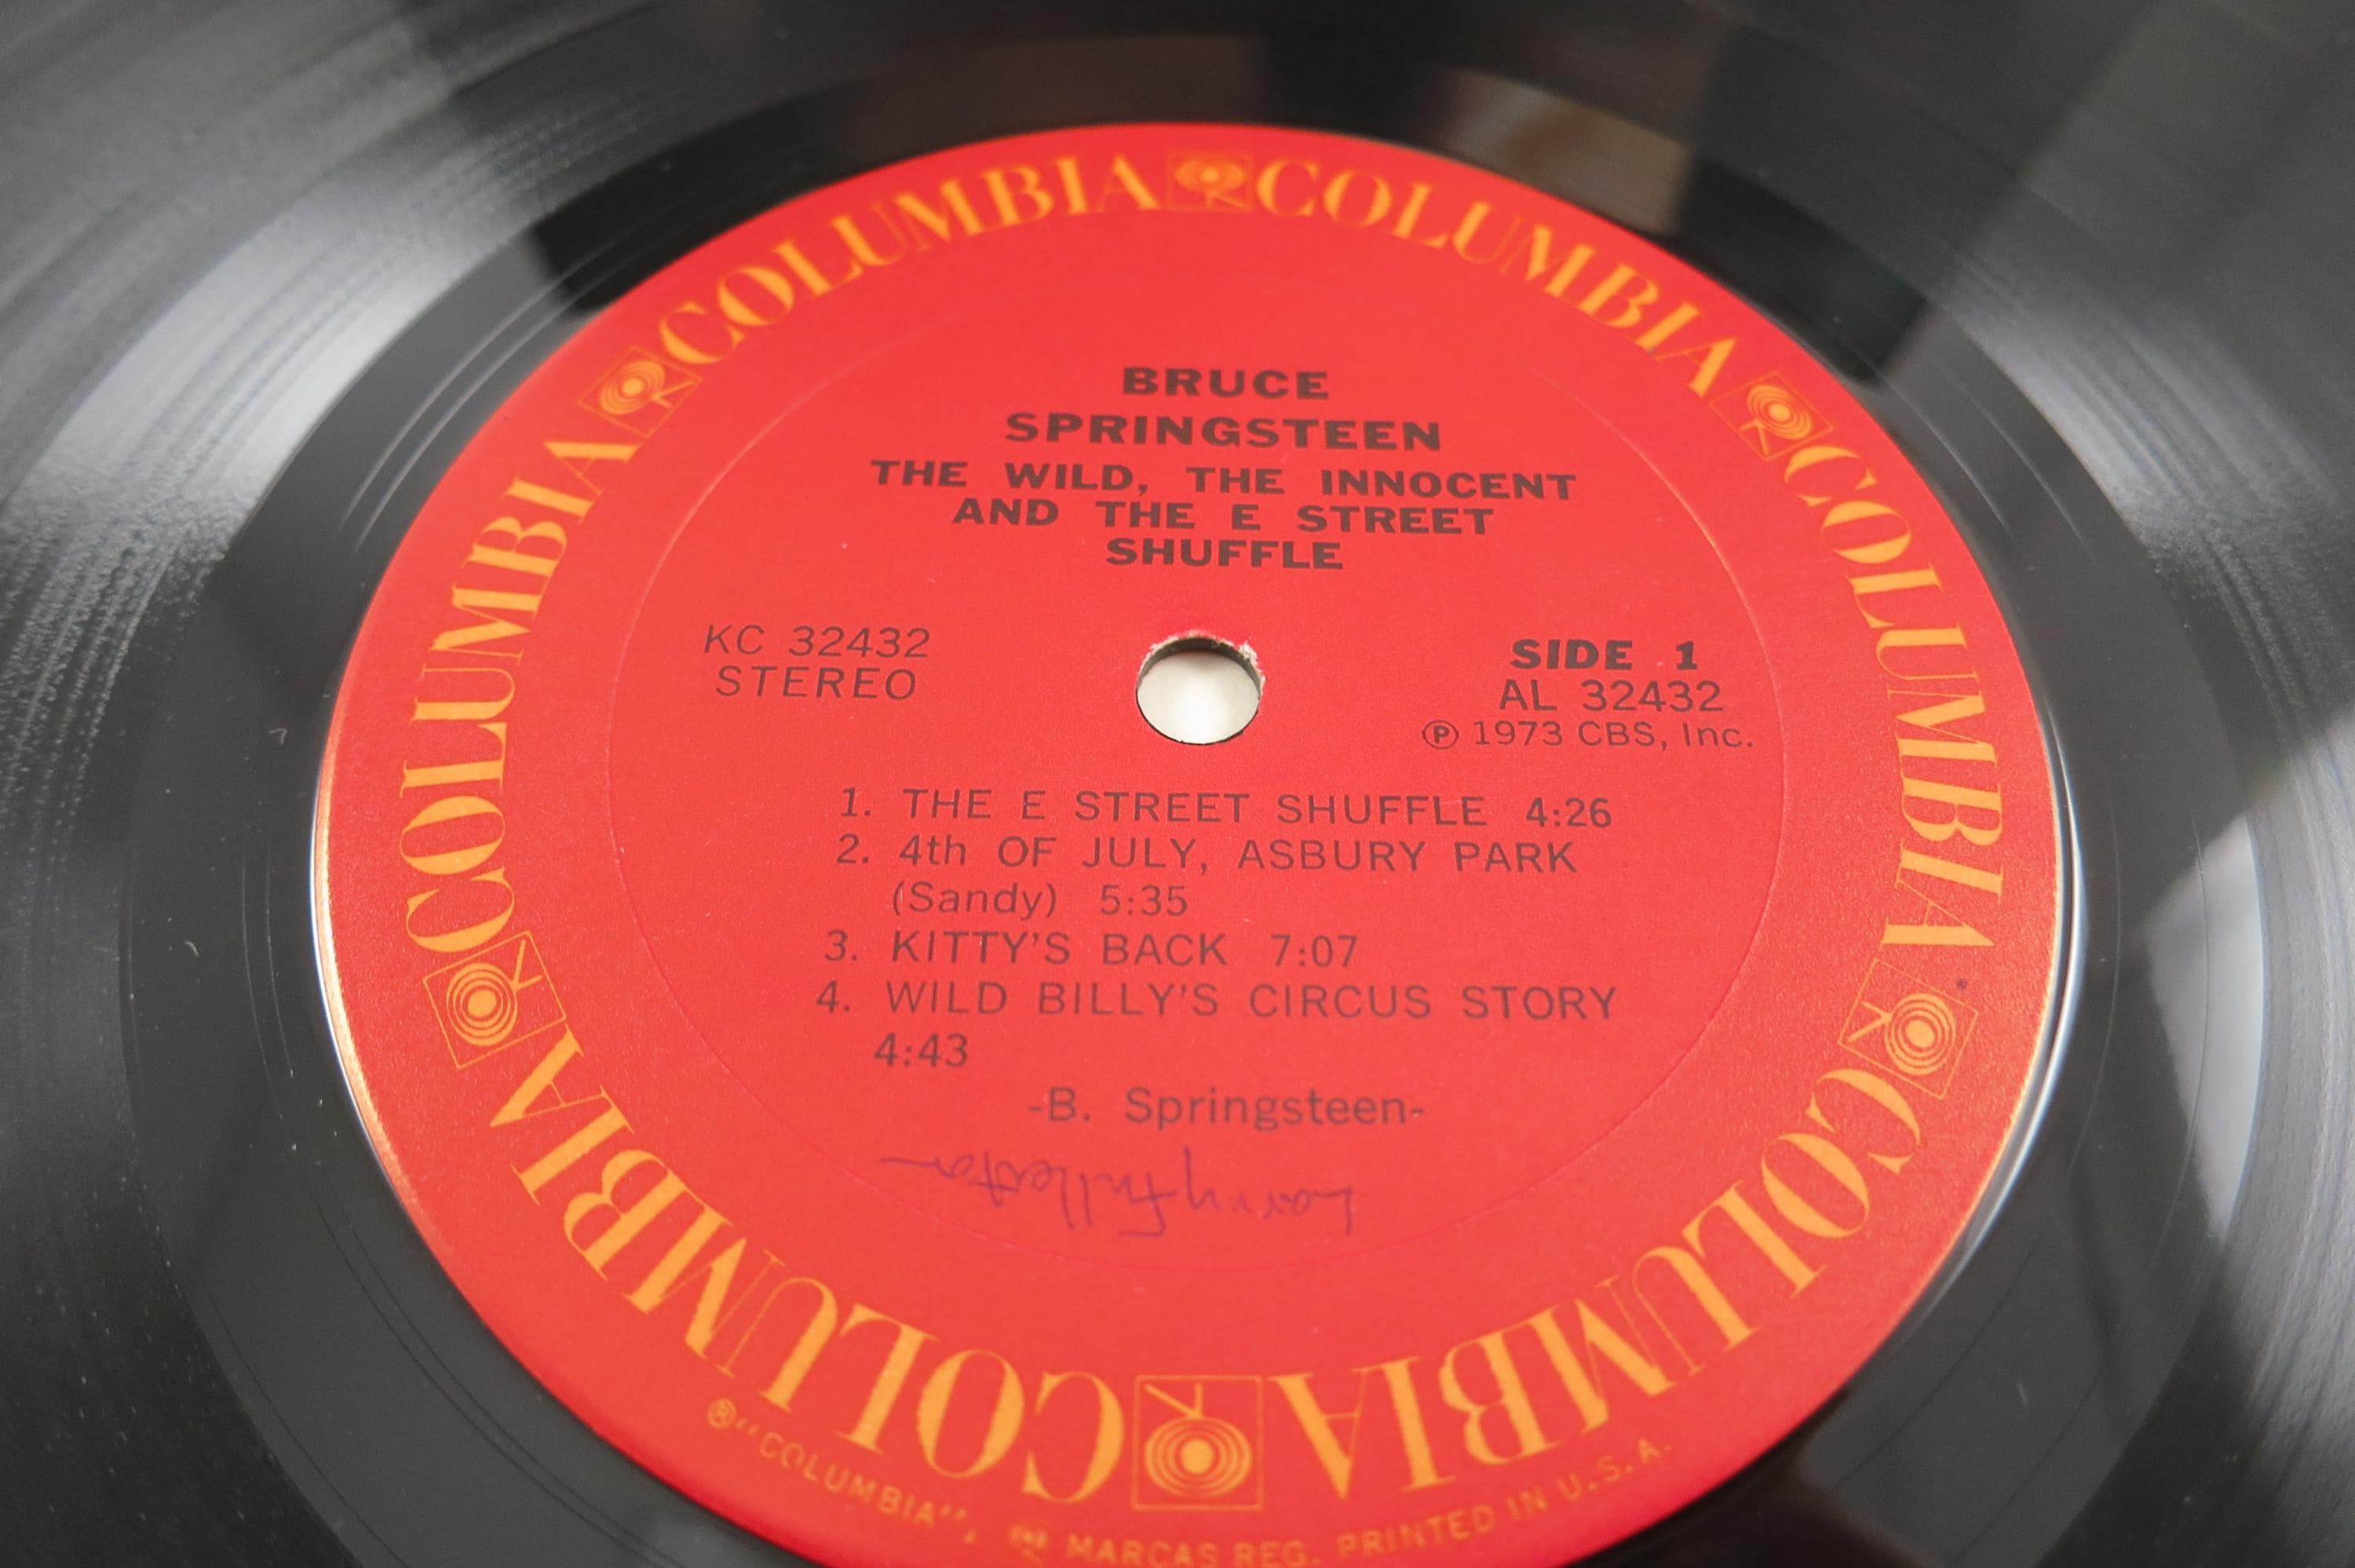 COLUMBIA COLUMBIA COLUMBIA COLUMBIA COLUMBIA COLUMBIA
BRUCE
SPRINGSTEEN
THE WILD, THE INNOCENT
AND THE E STREET
SHUFFLE
KC 32432
STEREO
SIDE 1
AL 32432
Ⓟ 1973 CBS, Inc.
1. THE E STREET SHUFFLE 4:26
2. 4th OF JULY, ASBURY PARK
(Sandy) 5:35
3. KITTY'S BACK 7:07
4. WILD BILLY'S CIRCUS STORY
4:43
-B. Springsteen-
Larry
® "COLUMBIA", MARCAS REG. PRINTED IN U.S.A.